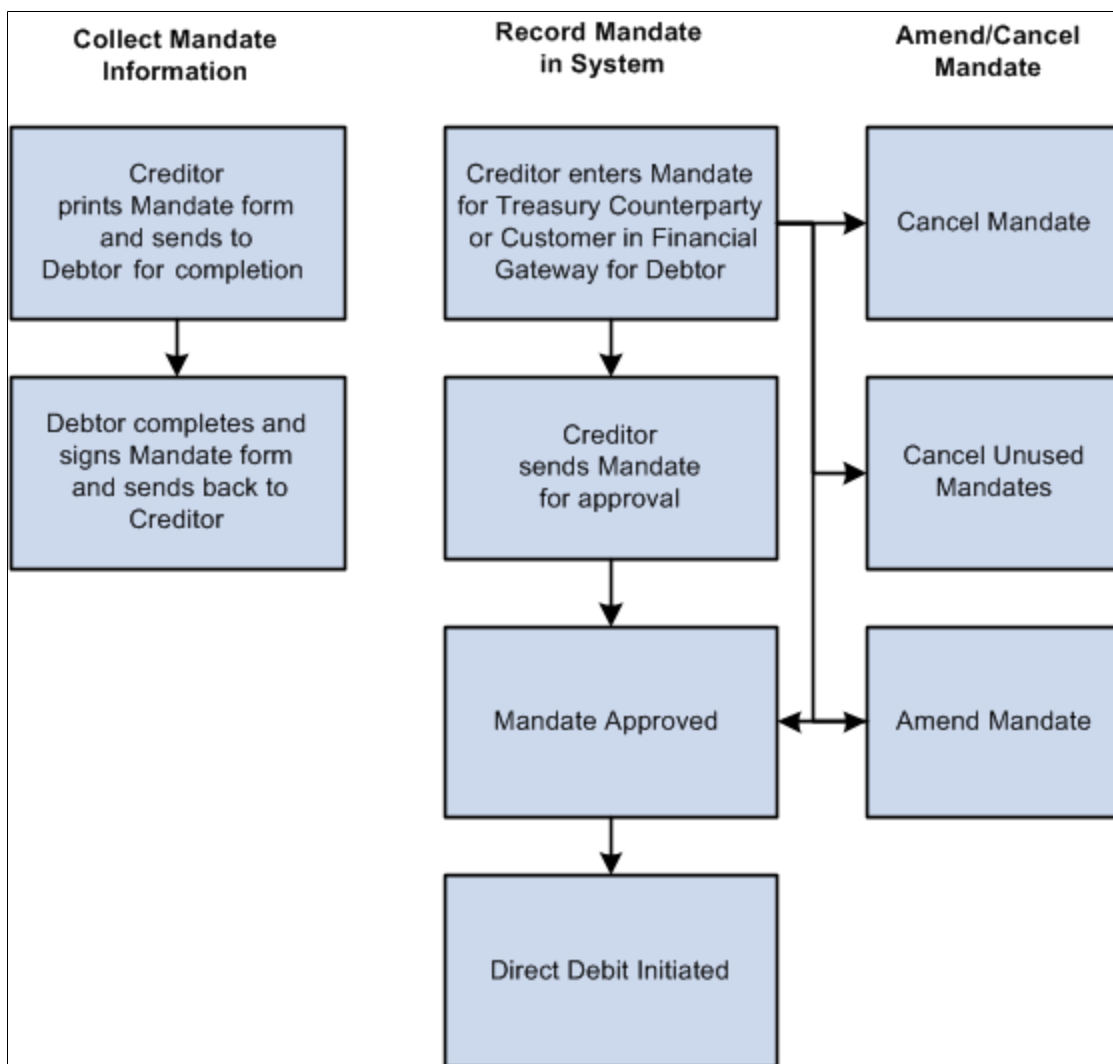 Collect Mandate
Information
Record Mandate
in System
Amend/Cancel
Mandate
Creditor
prints Mandate form
and sends to
Debtor for completion
Debtor completes and
signs Mandate form
and sends back to
Creditor
Creditor enters Mandate
for Treasury Counterparty
or Customer in Financial
Gateway for Debtor
Creditor
sends Mandate
for approval
Mandate Approved
Direct Debit Initiated
Cancel Mandate
Cancel Unused
Mandates
Amend Mandate